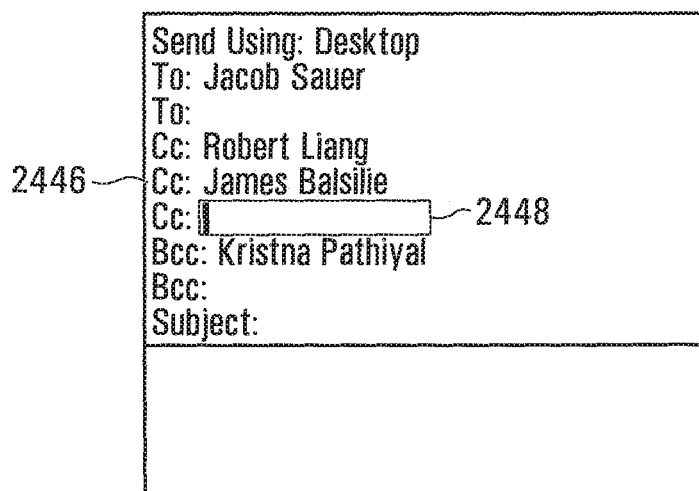 Send Using: Desktop
To: Jacob Sauer
To:
Cc: Robert Liang
2446 Cc: James Balsilie
Cc: 2448
Bcc: Kristna Pathiyal
Bcc:
Subject: